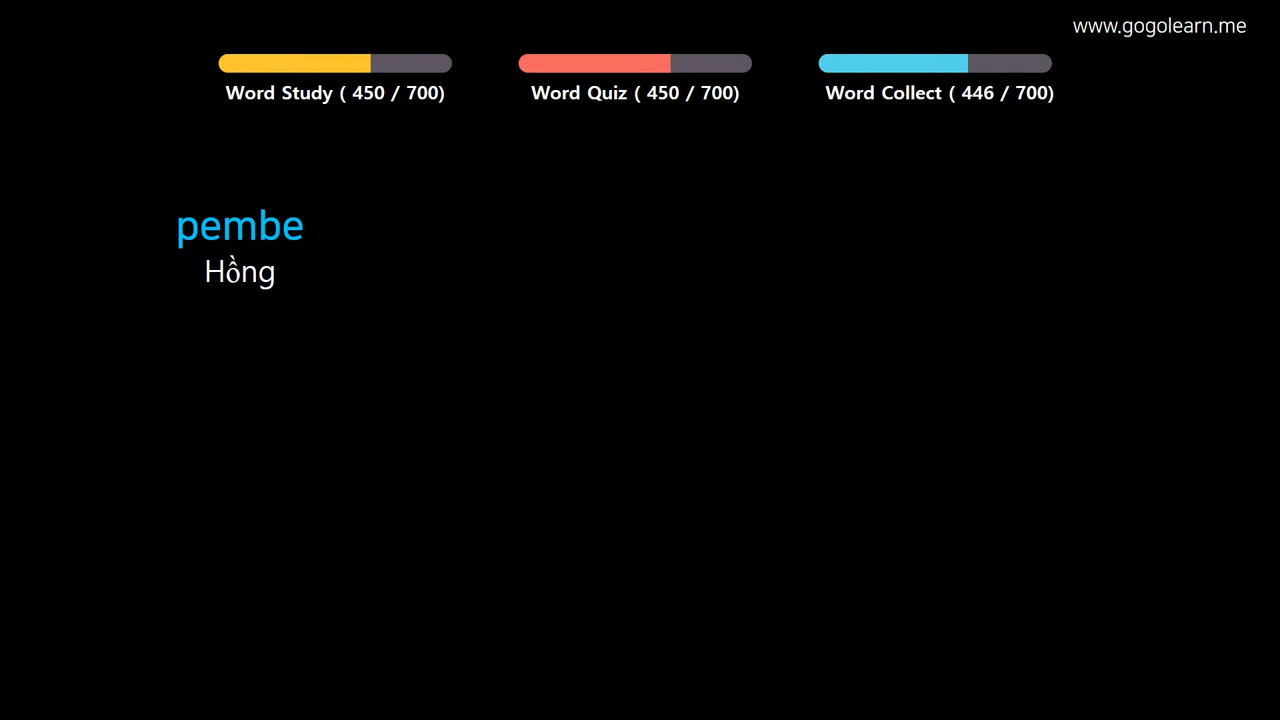 www.gogolearn.me
Word Study ( 450 / 700)
Word Quiz ( 450 / 700)
Word Collect ( 446 / 700)
pembe
Hồng